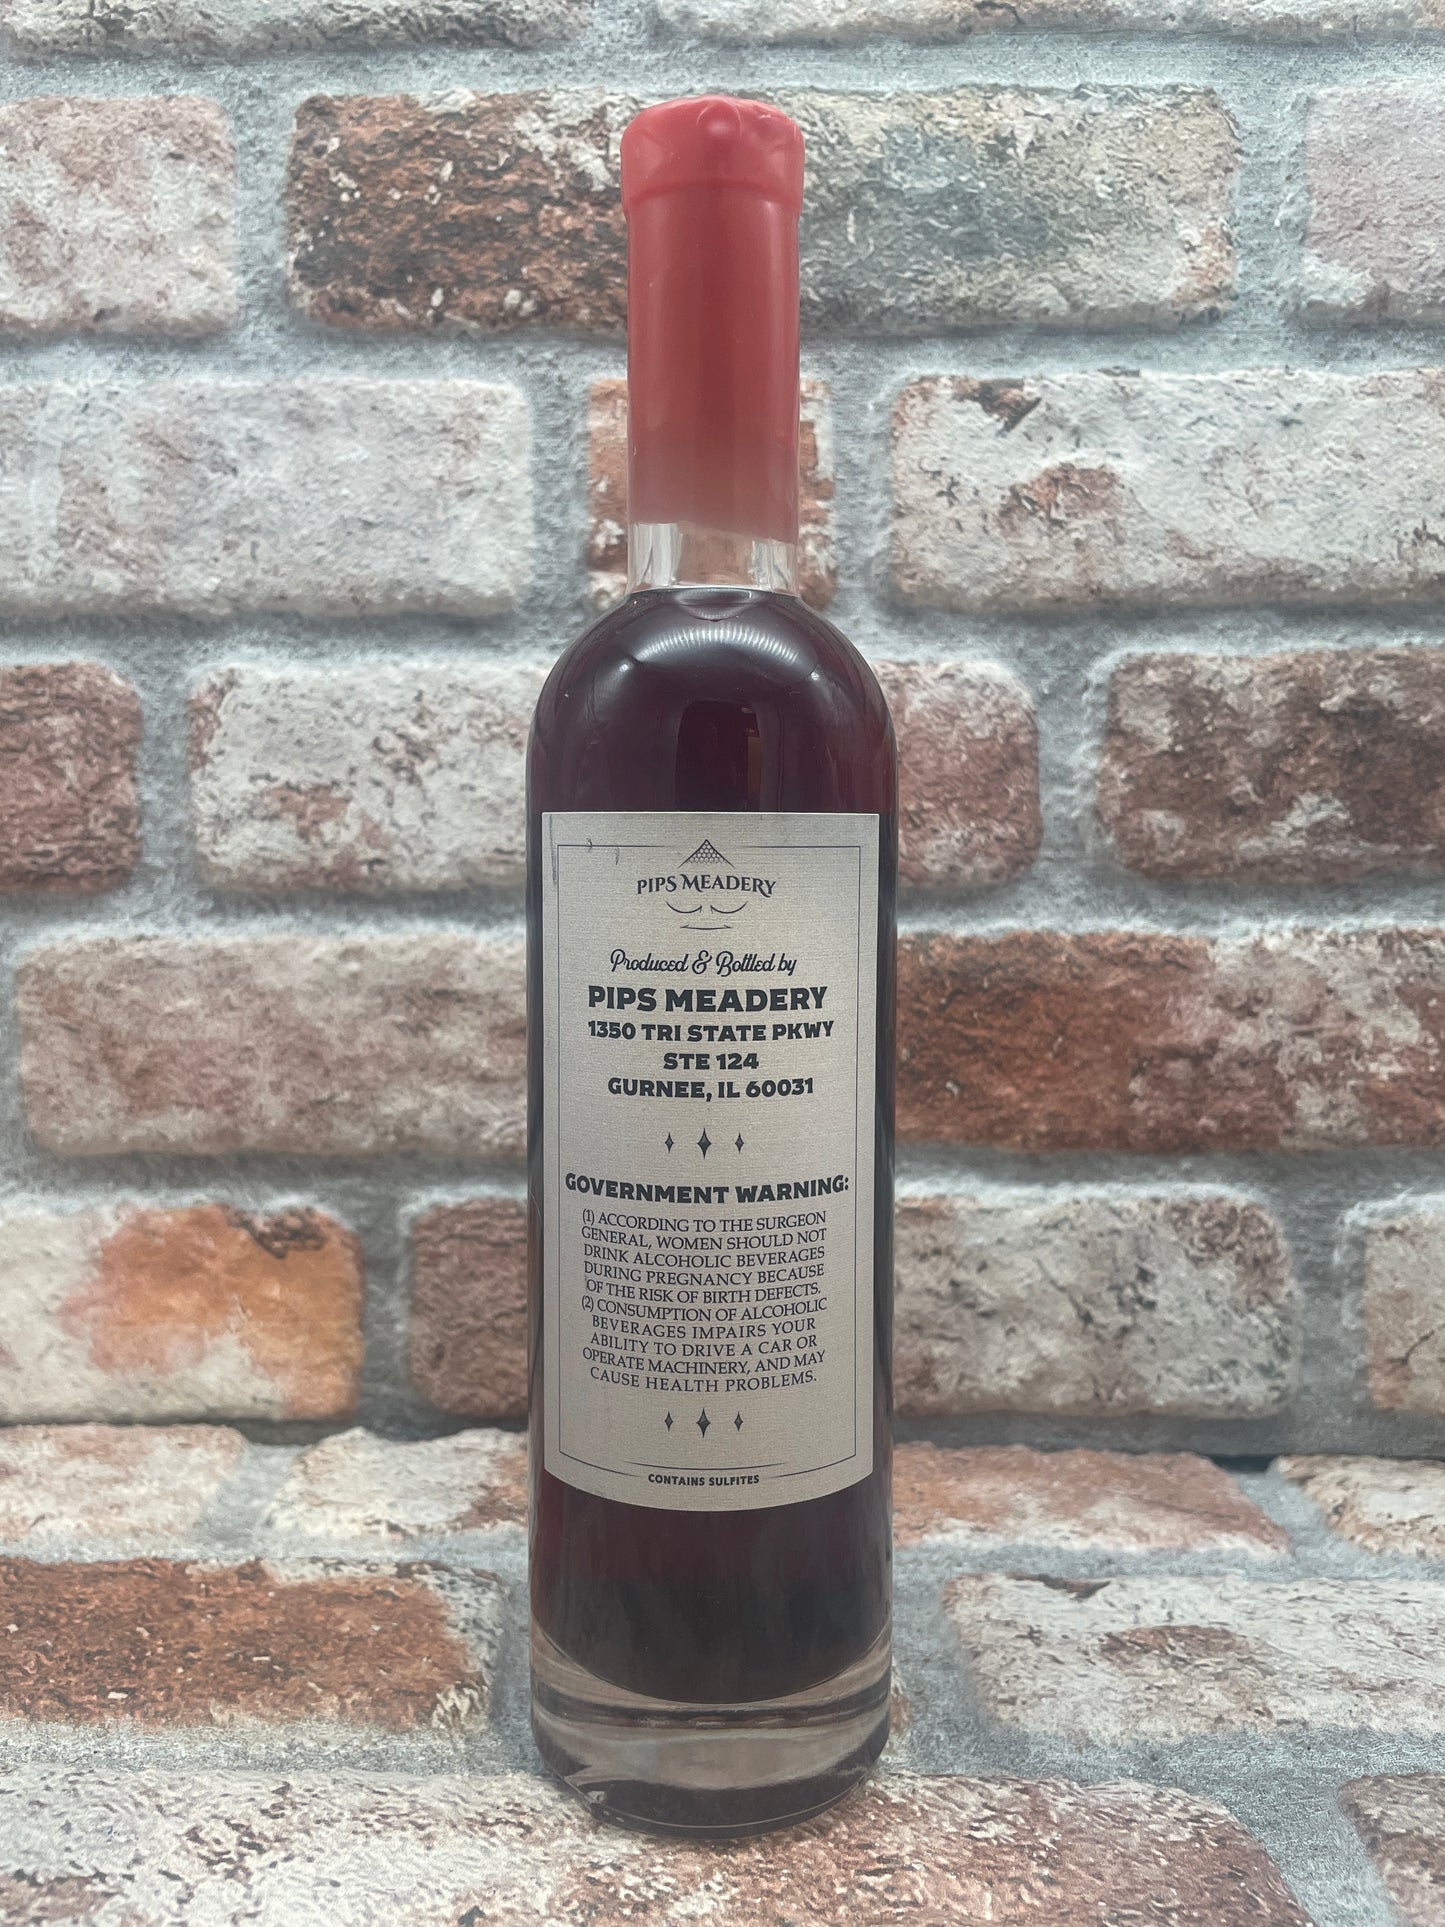 PIPS MEADERY
Produced & Bottled by
PIPS MEADERY
1350 TRI STATE PKWY
STE 124
GURNEE, IL 60031
GOVERNMENT WARNING:
(1) ACCORDING TO THE SURGEON
GENERAL, WOMEN SHOULD NOT
DRINK ALCOHOLIC BEVERAGES
DURING PREGNANCY BECAUSE
OF THE RISK OF BIRTH DEFECTS.
(2) CONSUMPTION OF ALCOHOLIC
BEVERAGES IMPAIRS YOUR
ABILITY TO DRIVE A CAR OR
OPERATE MACHINERY, AND MAY
CAUSE HEALTH PROBLEMS.
CONTAINS SULFITES